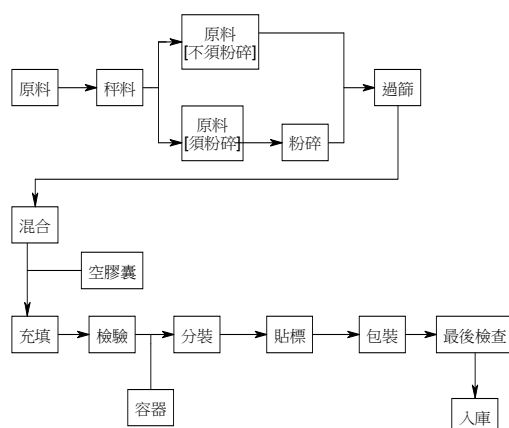 原料
[不須粉碎]
原料
秤料
過篩
原料
[須粉碎]
粉碎
混合
空膠囊
充填
檢驗
分裝
貼標
包裝
最後檢查
容器
入庫